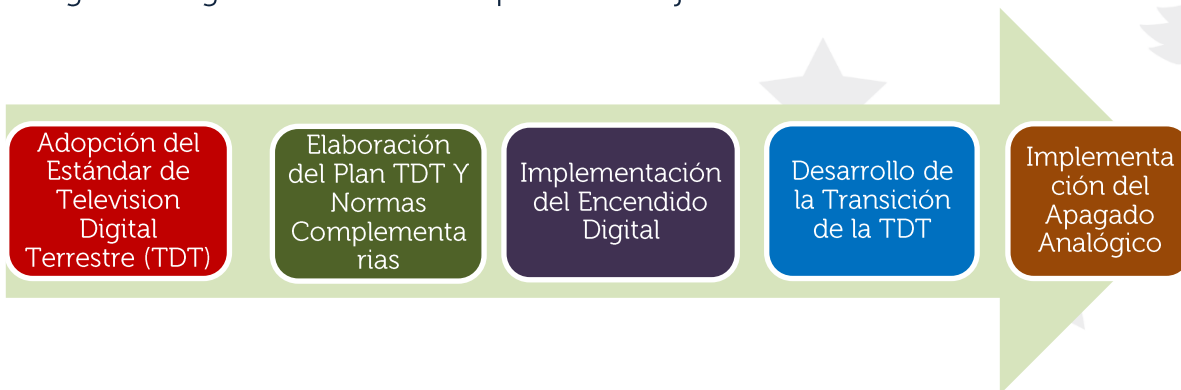 Adopción del
Estándar de
Television
Digital
Terrestre (TDT)
Elaboración
del Plan TDT Y
Normas
Complementa
rias
Implementación
del Encendido
Digital
Desarrollo de
la Transición
de la TDT
Implementa
ción del
Apagado
Analógico